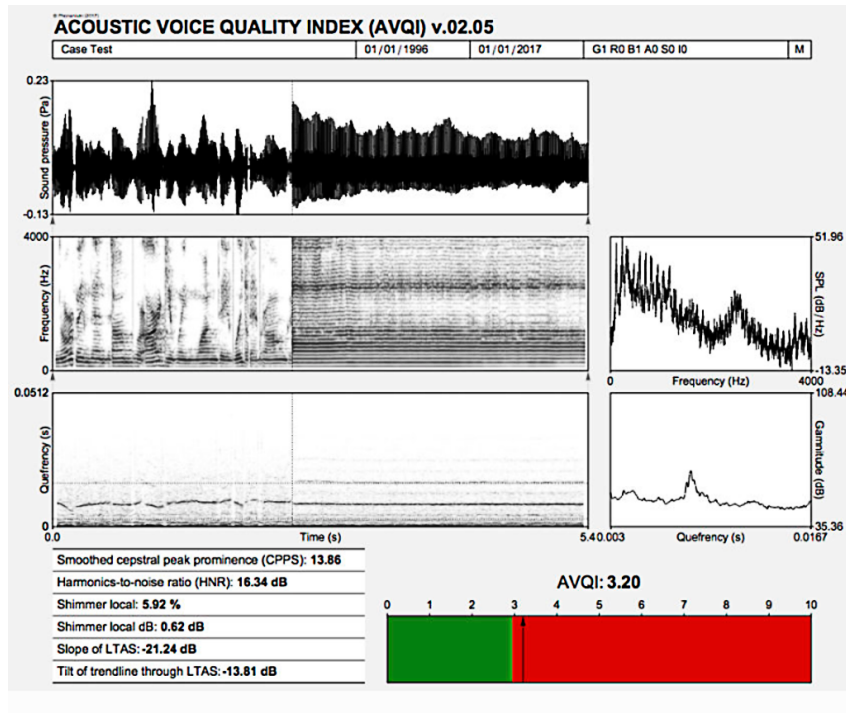 © Phonanium (2017)
ACOUSTIC VOICE QUALITY INDEX (AVQI) v.02.05
Case Test 01/01/1996 01/01/2017 G1 R0 B1 A0 S0 I0 M
0.23
Sound pressure (Pa)
-0.13
4000
Frequency (Hz)
0
51.96
SPL (dB/Hz)
-13.35
0 Frequency (Hz) 4000
0.0512
Quefrency (s)
0
0.0 Time (s) 5.4
108.44
Gamnitude (dB)
35.36
0.003 Quefrency (s) 0.0167
Smoothed cepstral peak prominence (CPPS): 13.86
Harmonics-to-noise ratio (HNR): 16.34 dB
Shimmer local: 5.92 %
Shimmer local dB: 0.62 dB
Slope of LTAS: -21.24 dB
Tilt of trendline through LTAS: -13.81 dB
AVQI: 3.20
0 1 2 3 4 5 6 7 8 9 10